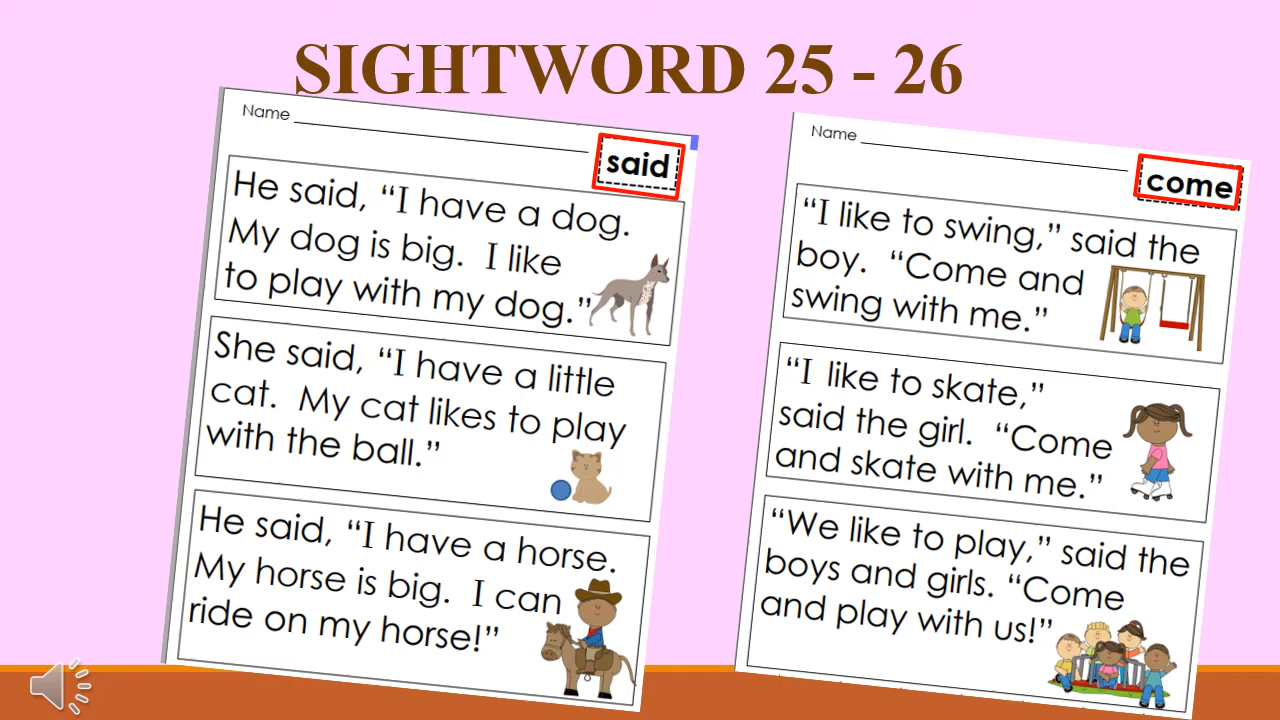 SIGHTWORD 25 - 26
Name
said
He said, “I have a dog.
My dog is big. I like
to play with my dog.”
She said, “I have a little
cat. My cat likes to play
with the ball.”
He said, “I have a horse.
My horse is big. I can
ride on my horse!”
Name
come
“I like to swing,” said the
boy. “Come and
swing with me.”
“I like to skate,”
said the girl. “Come
and skate with me.”
“We like to play,” said the
boys and girls. “Come
and play with us!”